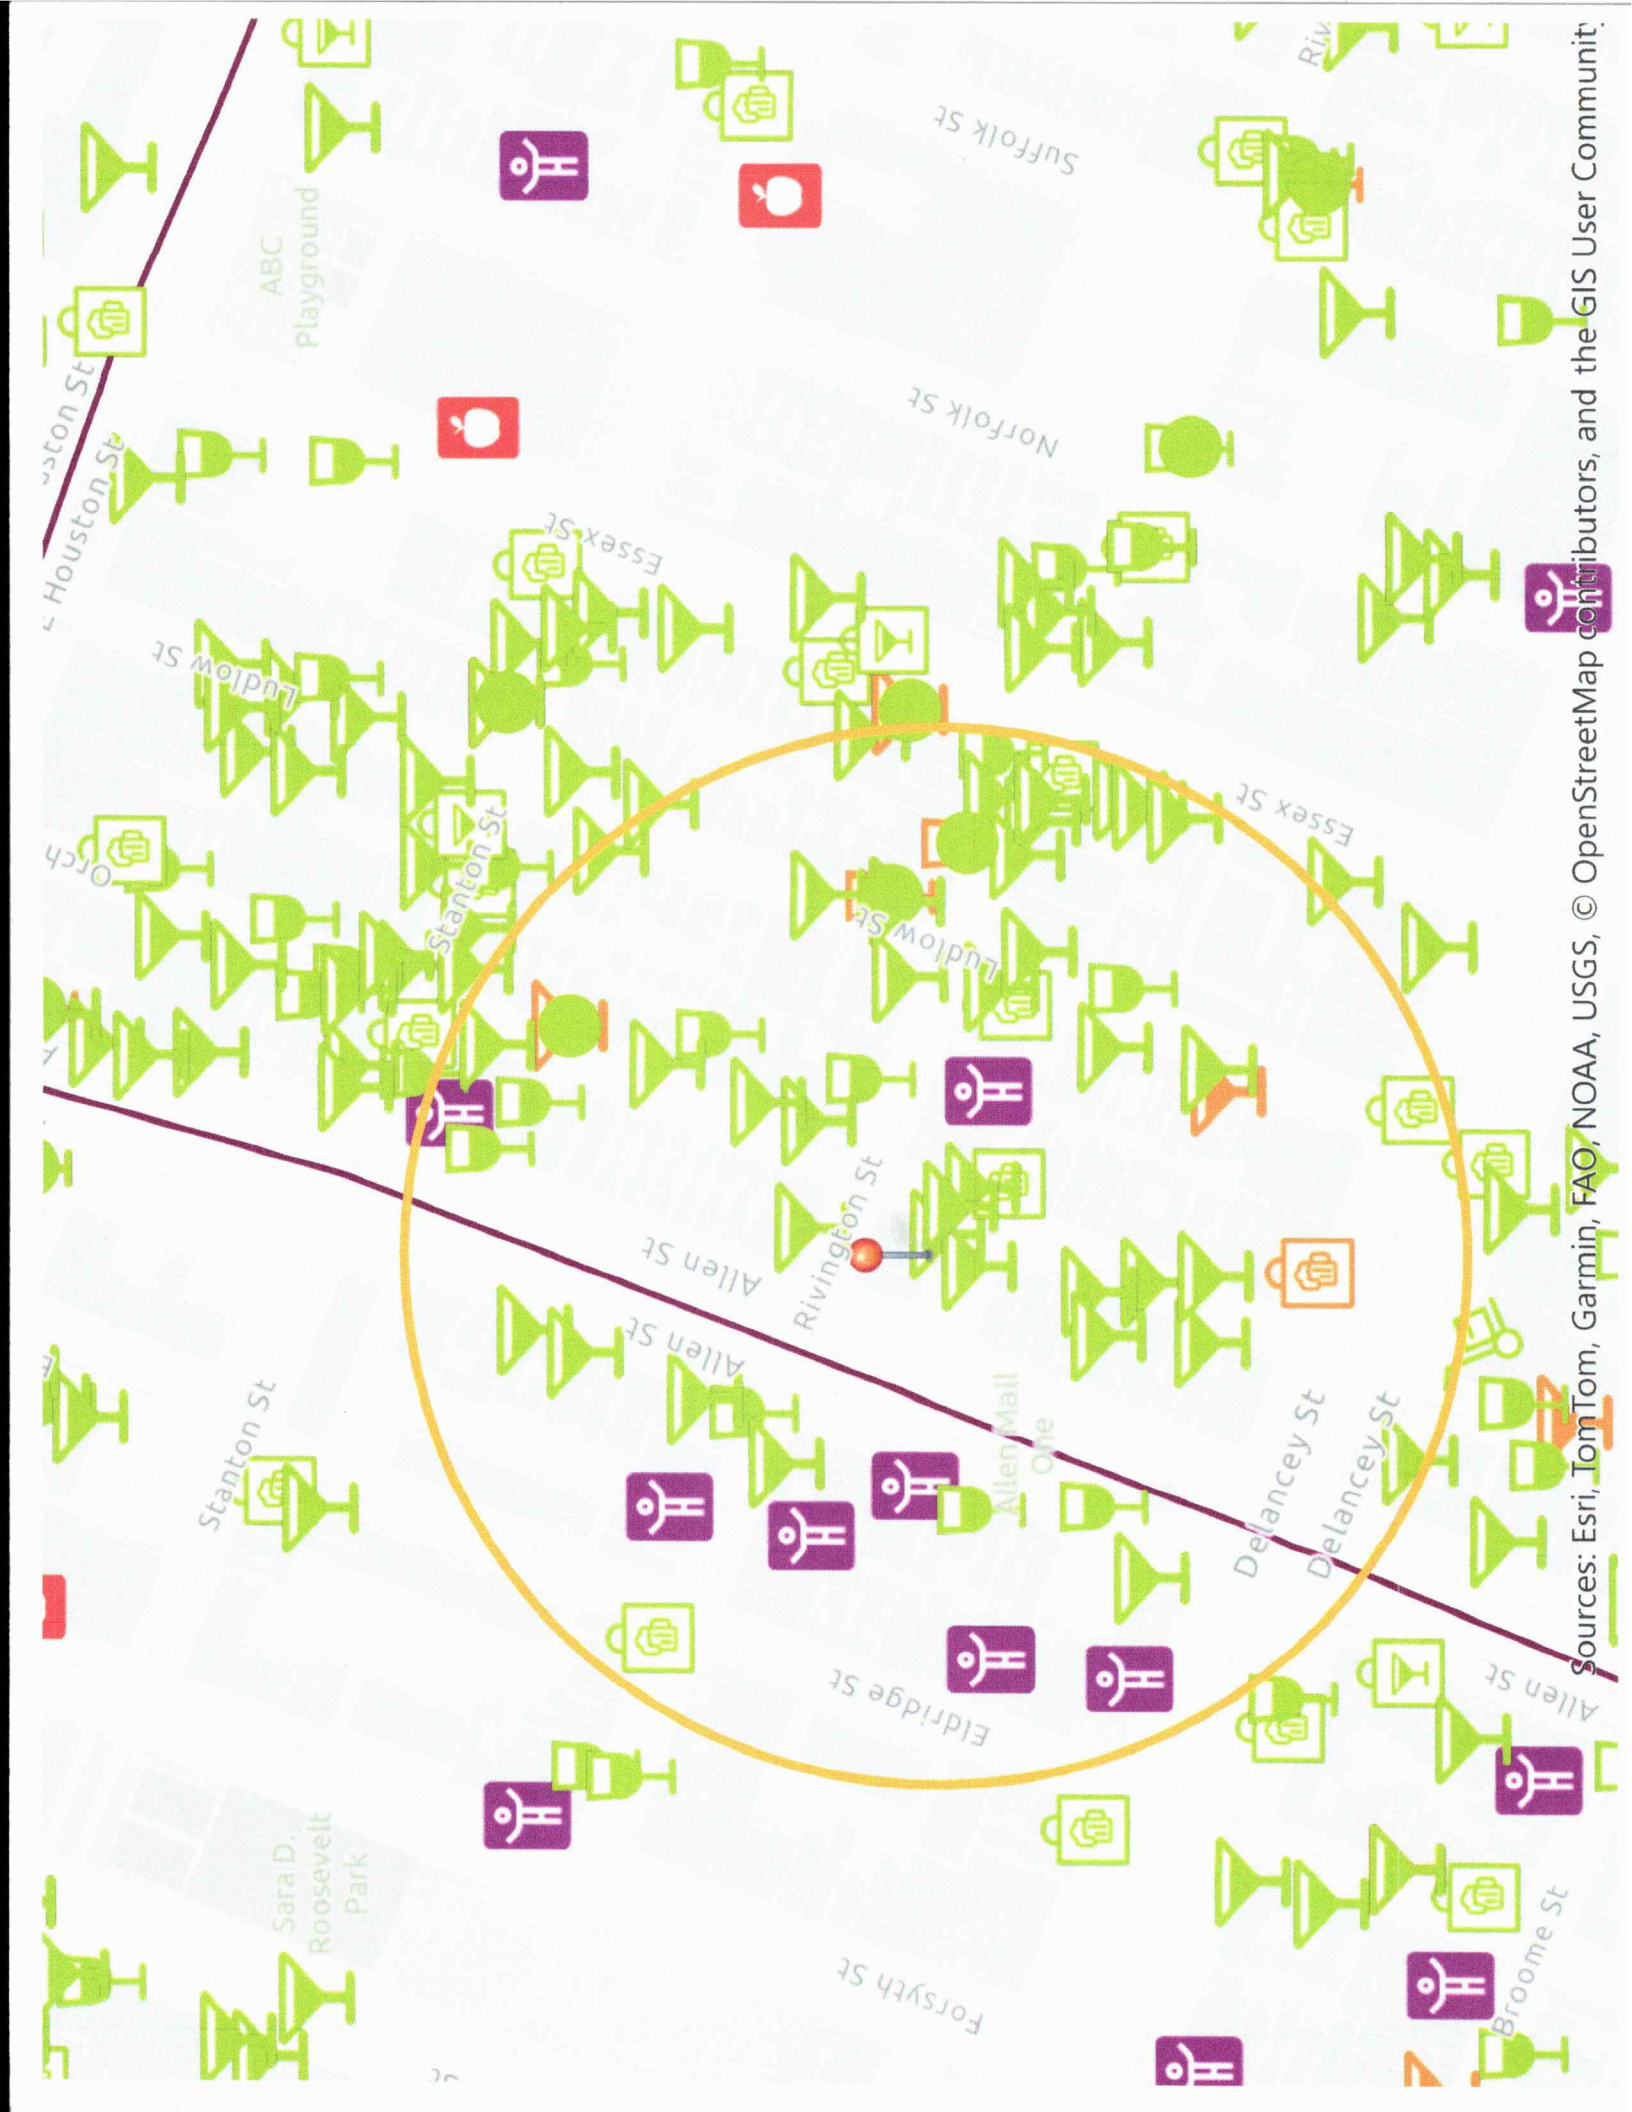 Suffolk St
Riv
ABC
Playground
ston St
E Houston St
Norfolk St
Essex St
Ludlow St
Orch
Stanton St
Ludlow St
Essex St
Rivington St
Allen St
Allen St
Stanton St
Allen Mall
One
Delancey St
Delancey St
Eldridge St
Allen St
Sara D.
Roosevelt
Park
Forsyth St
Broome St
Sources: Esri, TomTom, Garmin, FAO, NOAA, USGS, © OpenStreetMap contributors, and the GIS User Community